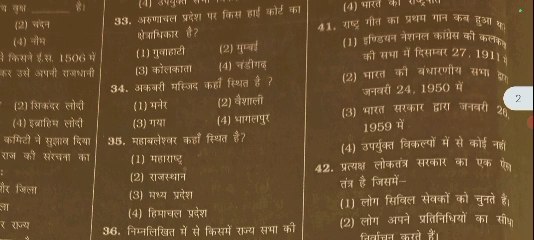 (2) चंदन
(4) नीम
किसने ई.स. 1506 में
कर उसे अपनी राजधानी
(2) सिकंदर लोदी
(4) इब्राहिम लोदी
कमिटी ने सुझाव दिया
राज की संरचना का
और जिला
र राज्य
33. अरुणाचल प्रदेश पर किस हाई कोर्ट का
क्षेत्राधिकार है?
(1) गुवाहाटी (2) मुम्बई
(3) कोलकाता (4) चंडीगढ़
34. अकबरी मस्जिद कहाँ स्थित है ?
(1) मनेर (2) वैशाली
(3) गया (4) भागलपुर
35. महाबलेश्वर कहाँ स्थित है?
(1) महाराष्ट्र
(2) राजस्थान
(3) मध्य प्रदेश
(4) हिमाचल प्रदेश
36. निम्नलिखित में से किसमें राज्य सभा की
41. राष्ट्र गीत का प्रथम गान कब हुआ था
(1) इण्डियन नेशनल कांग्रेस की
की सभा में दिसम्बर 27, 1911
(2) भारत की संधारणीय सभा द्वारा
जनवरी 24, 1950 में
(3) भारत सरकार द्वारा जनवरी 26,
1959 में
(4) उपर्युक्त विकल्पों में से कोई नहीं
42. प्रत्यक्ष लोकतंत्र सरकार का एक ऐसा
तंत्र है जिसमें–
(1) लोग सिविल सेवकों को चुनते हैं।
(2) लोग अपने प्रतिनिधियों का सीधा
निर्वाचन करते हैं।
2